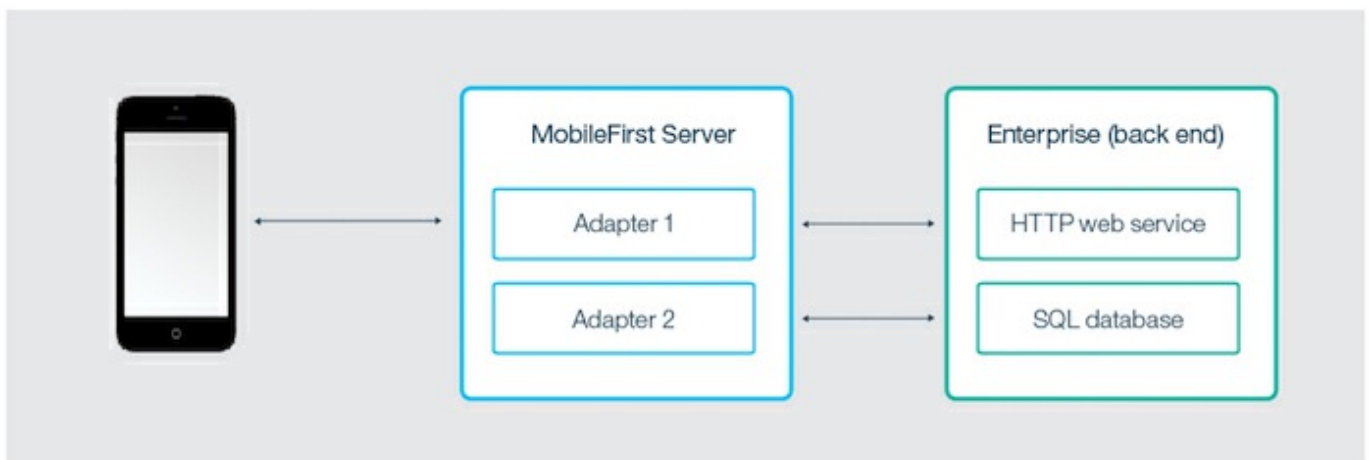 MobileFirst Server
Adapter 1
Adapter 2
Enterprise (back end)
HTTP web service
SQL database